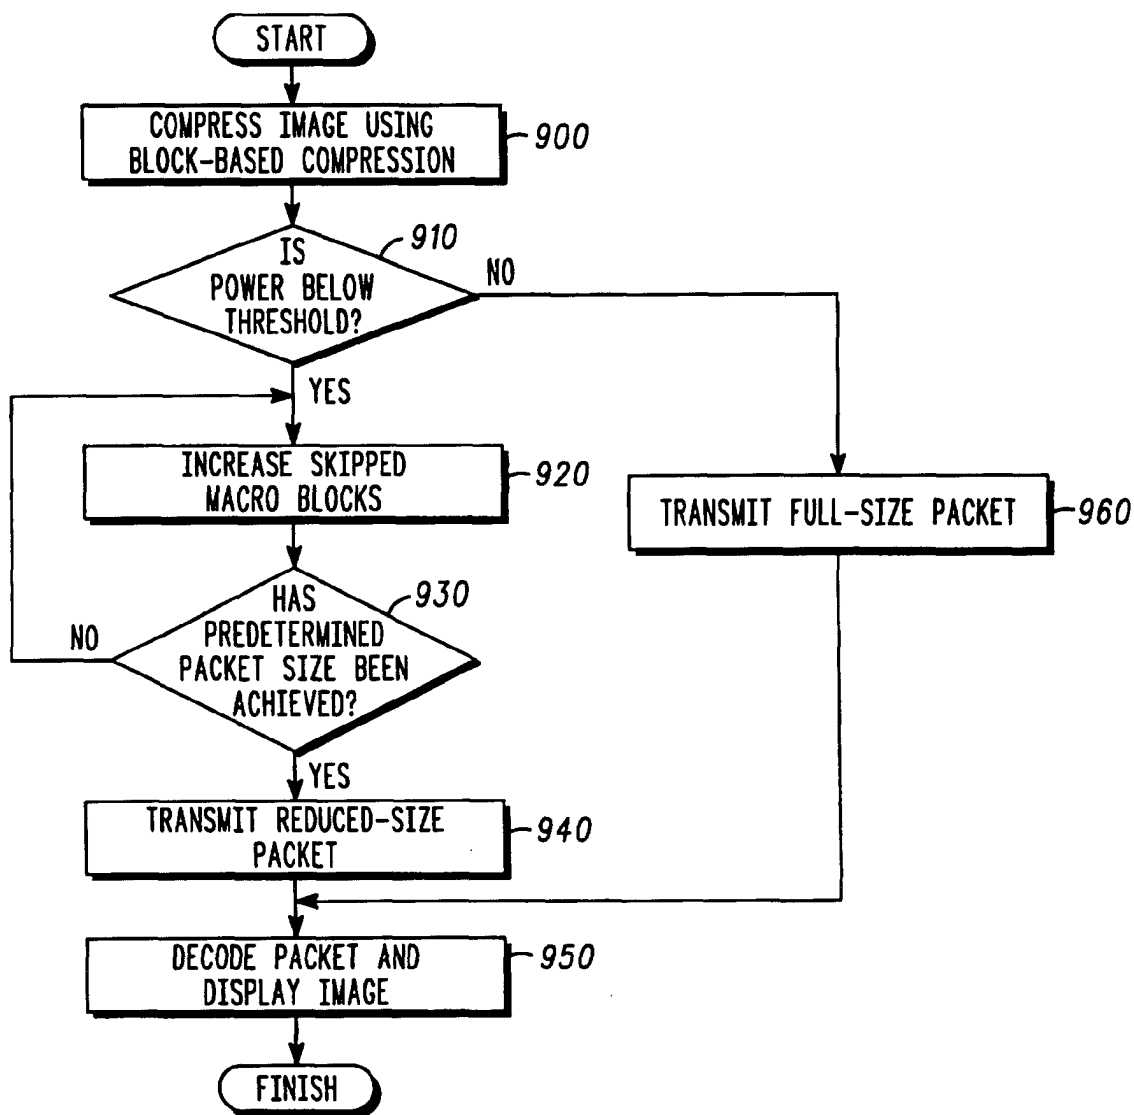 START
COMPRESS IMAGE USING
BLOCK-BASED COMPRESSION
900
IS
POWER BELOW
THRESHOLD?
910
NO
YES
INCREASE SKIPPED
MACRO BLOCKS
920
TRANSMIT FULL-SIZE PACKET
960
HAS
PREDETERMINED
PACKET SIZE BEEN
ACHIEVED?
930
NO
YES
TRANSMIT REDUCED-SIZE
PACKET
940
DECODE PACKET AND
DISPLAY IMAGE
950
FINISH